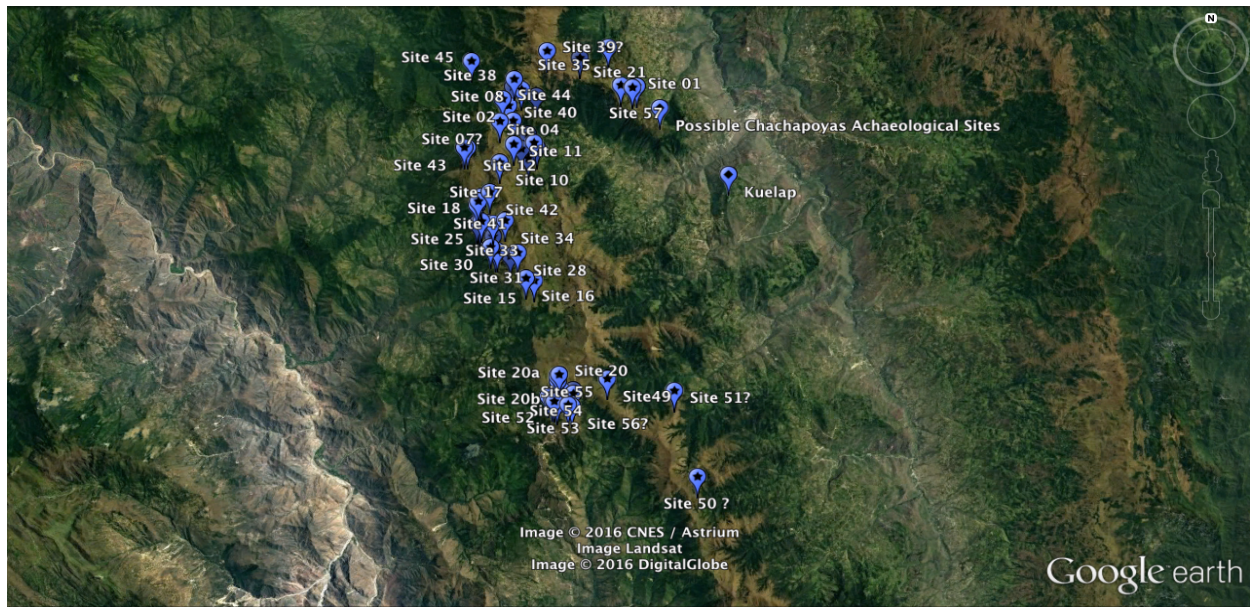 N
Site 39?
Site 45
Site 35
Site 38
Site 21
Site 01
Site 08
Site 44
Site 02
Site 40
Site 57
Possible Chachapoyas Achaeological Sites
Site 04
Site 07?
Site 11
Site 43
Site 12
Site 10
Site 17
Kuelap
Site 18
Site 42
Site 41
Site 25
Site 34
Site 33
Site 30
Site 28
Site 31
Site 15
Site 16
Site 20a
Site 20
Site 55
Site49
Site 51?
Site 20b
Site 54
Site 52
Site 56?
Site 53
Site 50 ?
Image © 2016 CNES / Astrium
Image Landsat
Image © 2016 DigitalGlobe
Google earth